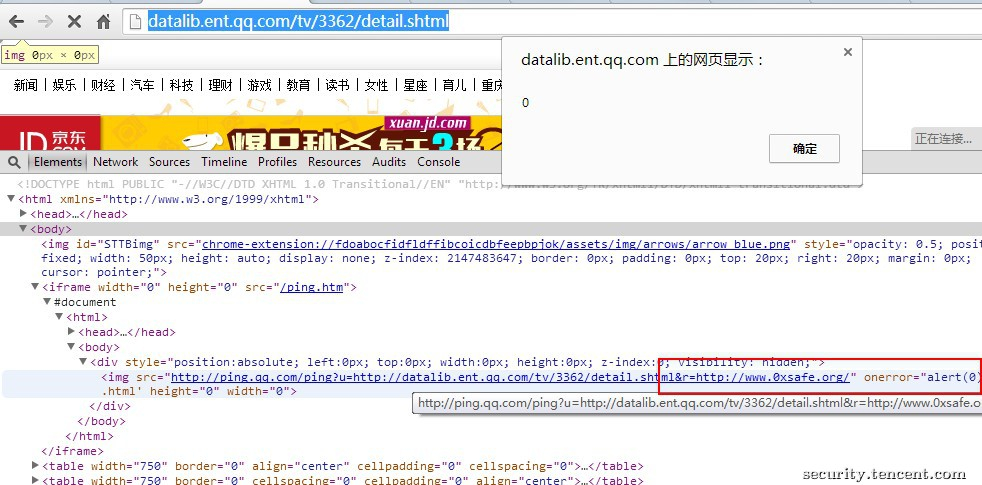 datalib.ent.qq.com/tv/3362/detail.shtml
img 0px × 0px
datalib.ent.qq.com 上的网页显示：
0
确定
新闻 | 娱乐 | 财经 | 汽车 | 科技 | 理财 | 游戏 | 教育 | 读书 | 女性 | 星座 | 育儿 | 重庆
JD 京东
xuan.jd.com
爆品秒杀
正在连接...
Elements Network Sources Timeline Profiles Resources Audits Console
<!DOCTYPE html PUBLIC "-//W3C//DTD XHTML 1.0 Transitional//EN"
<html xmlns="http://www.w3.org/1999/xhtml">
<head>…</head>
<body>
<img id="STTBimg" src="chrome-extension://fdoabocfidfldffibcoicdbfeepbpjok/assets/img/arrows/arrow_blue.png" style="opacity: 0.5; posit
fixed; width: 50px; height: auto; display: none; z-index: 2147483647; border: 0px; padding: 0px; top: 20px; right: 20px; margin: 0px;
cursor: pointer;">
<iframe width="0" height="0" src="/ping.htm">
#document
<html>
<head>…</head>
<body>
<div style="position:absolute; left:0px; top:0px; width:0px; height:0px; z-index:0; visibility: hidden;">
<img src="http://ping.qq.com/ping?u=http://datalib.ent.qq.com/tv/3362/detail.shtml&r=http://www.0xsafe.org/" onerror="alert(0)
.html' height="0" width="0">
http://ping.qq.com/ping?u=http://datalib.ent.qq.com/tv/3362/detail.shtml&r=http://www.0xsafe.o
</div>
</body>
</html>
</iframe>
<table width="750" border="0" align="center" cellpadding="0" cellspacing="0">…</table>
<table width="750" border="0" align="center" cellpadding="0" cellspacing="0">…</table>
security.tencent.com